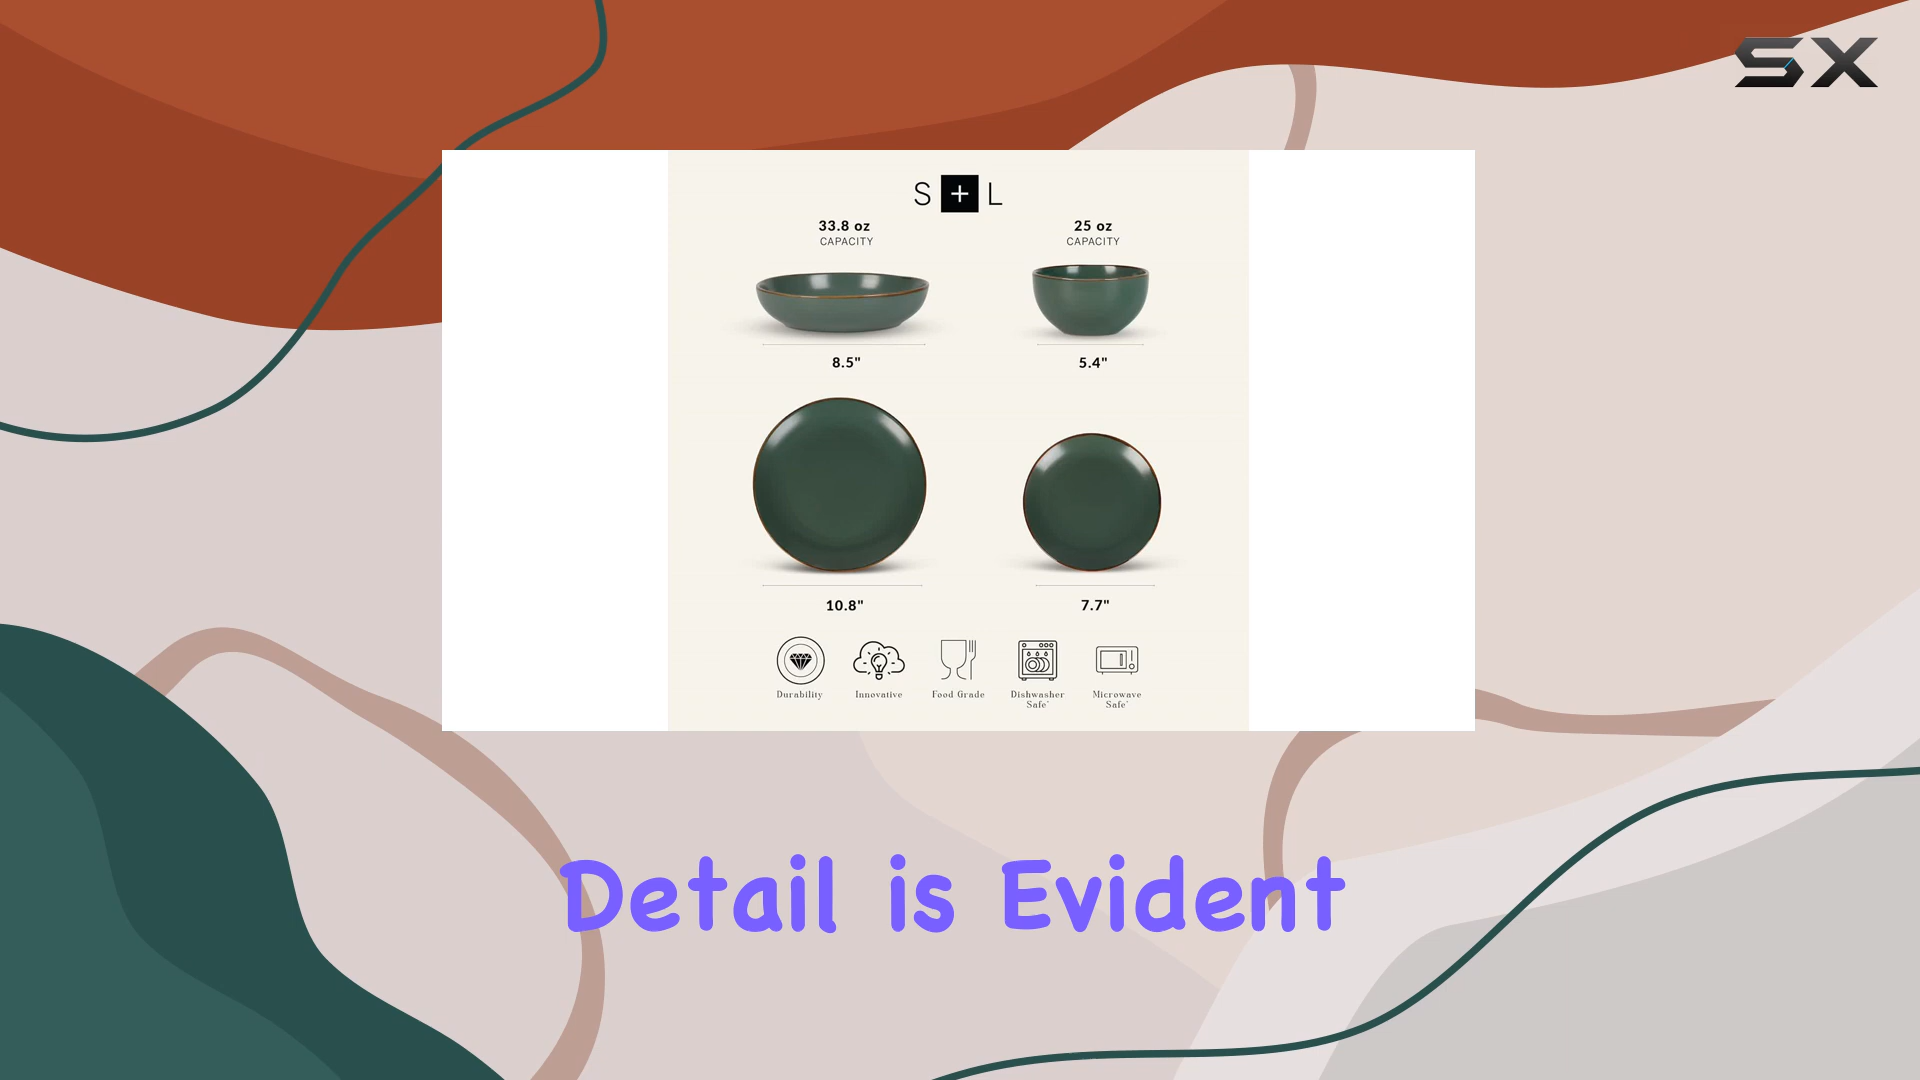 SX
S + L
33.8 oz
CAPACITY
25 oz
CAPACITY
8.5"
5.4"
10.8"
7.7"
Durability
Innovative
Food Grade
Dishwasher
Safe*
Microwave
Safe*
Detail is Evident